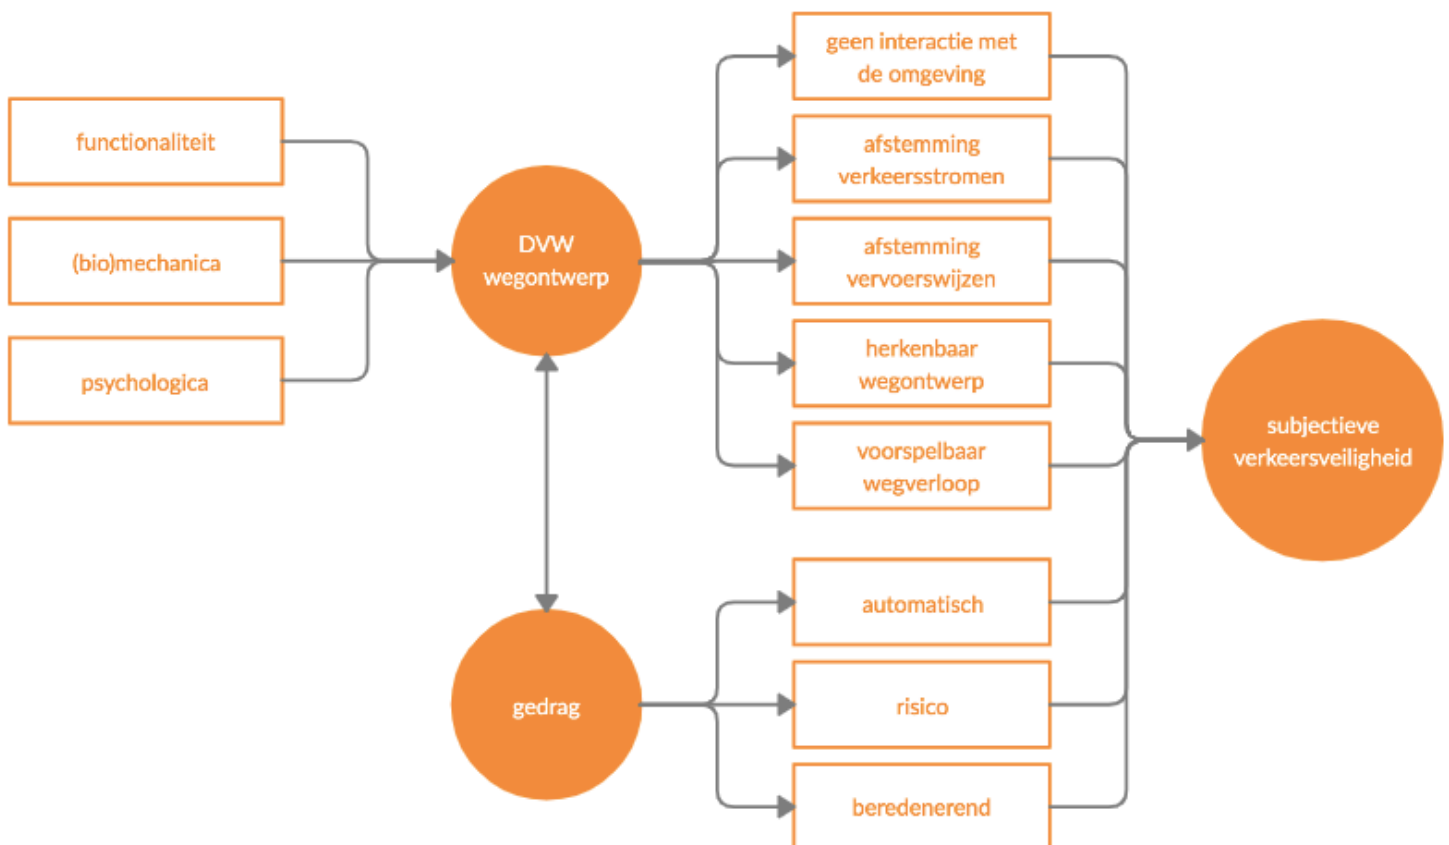 functionaliteit
(bio)mechanica
psychologica
DVW
wegontwerp
gedrag
geen interactie met
de omgeving
afstemming
verkeersstromen
afstemming
vervoerswijzen
herkenbaar
wegontwerp
voorspelbaar
wegverloop
automatisch
risico
beredenerend
subjectieve
verkeersveiligheid